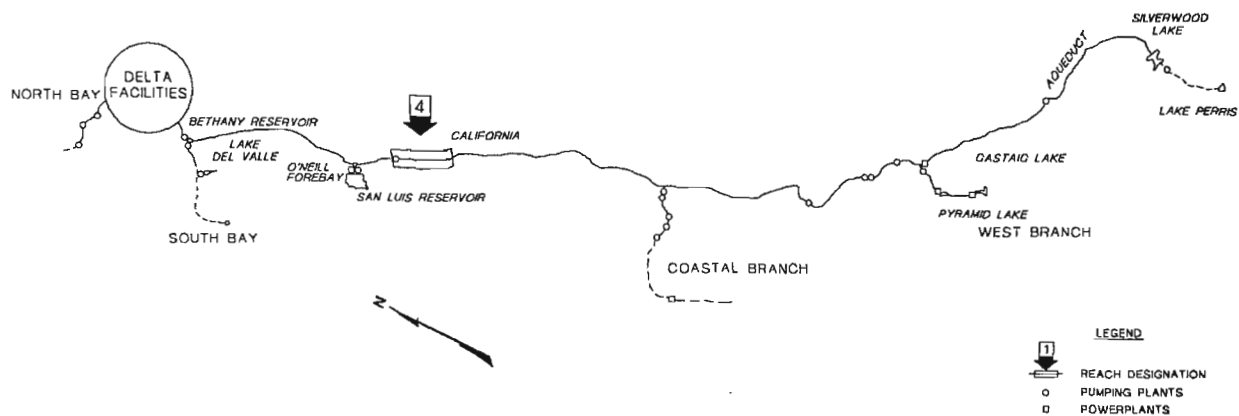 SILVERWOOD
LAKE
AQUEDUCT
LAKE PERRIS
DELTA
FACILITIES
NORTH BAY
BETHANY RESERVOIR
LAKE
DEL VALLE
4
CALIFORNIA
O'NEILL
FOREBAY
SAN LUIS RESERVOIR
SOUTH BAY
CASTAIC LAKE
PYRAMID LAKE
WEST BRANCH
COASTAL BRANCH
N
LEGEND
1
REACH DESIGNATION
PUMPING PLANTS
POWERPLANTS